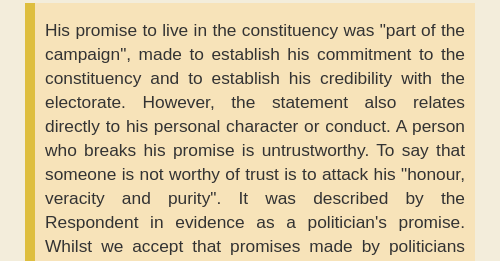 His promise to live in the constituency was "part of the
campaign", made to establish his commitment to the
constituency and to establish his credibility with the
electorate. However, the statement also relates
directly to his personal character or conduct. A person
who breaks his promise is untrustworthy. To say that
someone is not worthy of trust is to attack his "honour,
veracity and purity". It was described by the
Respondent in evidence as a politician's promise.
Whilst we accept that promises made by politicians